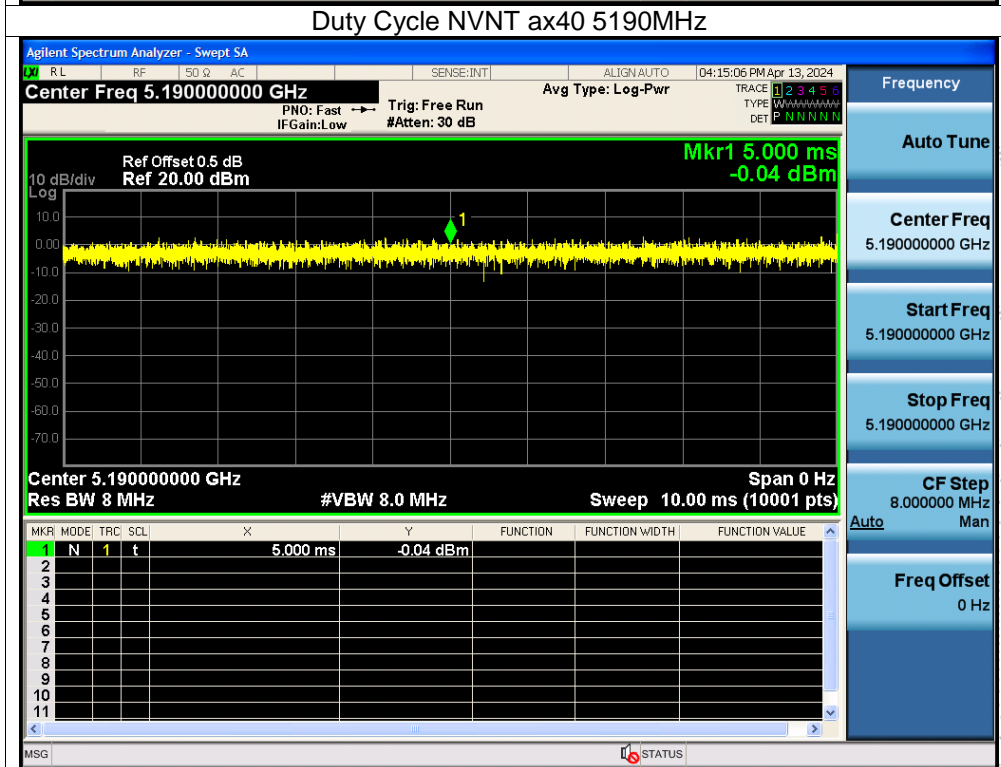 Duty Cycle NVNT ax40 5190MHz
Agilent Spectrum Analyzer - Swept SA
LXI RL RF 50 Ω AC SENSE:INT ALIGN AUTO 04:15:06 PM Apr 13, 2024
Center Freq 5.190000000 GHz Avg Type: Log-Pwr TRACE 1 2 3 4 5 6
PNO: Fast Trig: Free Run TYPE WWWWWW
IFGain:Low #Atten: 30 dB DET P N N N N N
Frequency
Mkr1 5.000 ms
Ref Offset 0.5 dB
10 dB/div Ref 20.00 dBm -0.04 dBm
Log
1
10.0
0.00
-10.0
-20.0
-30.0
-40.0
-50.0
-60.0
-70.0
Center 5.190000000 GHz Span 0 Hz
Res BW 8 MHz #VBW 8.0 MHz Sweep 10.00 ms (10001 pts)
MKR MODE TRC SCL X Y FUNCTION FUNCTION WIDTH FUNCTION VALUE
1 N 1 t 5.000 ms -0.04 dBm
2
3
4
5
6
7
8
9
10
11
MSG STATUS
Auto Tune
Center Freq
5.190000000 GHz
Start Freq
5.190000000 GHz
Stop Freq
5.190000000 GHz
CF Step
8.000000 MHz
Auto Man
Freq Offset
0 Hz